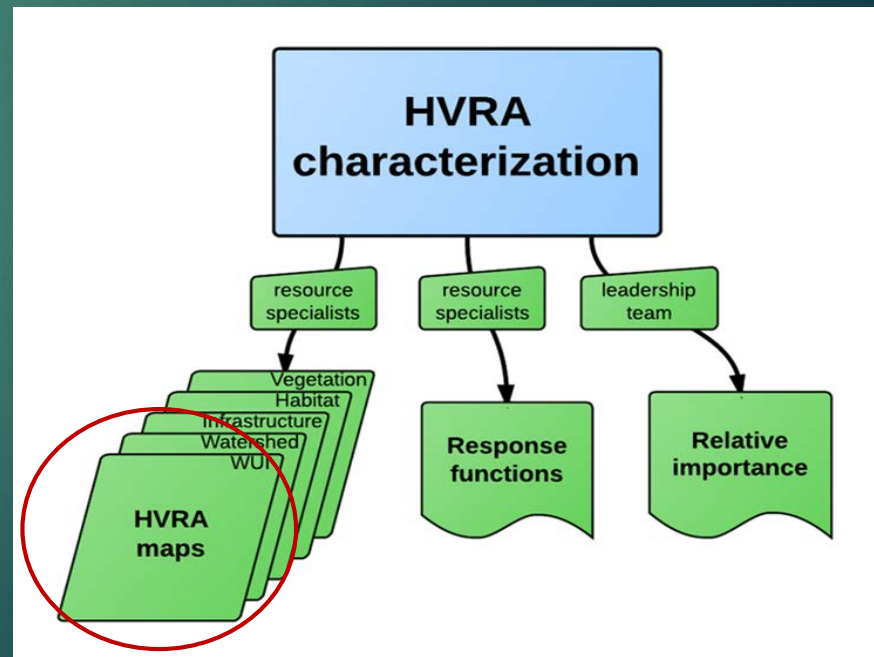 HVRA
characterization
resource
specialists
resource
specialists
leadership
team
Vegetation
Habitat
Infrastructure
Watershed
WUI
HVRA
maps
Response
functions
Relative
importance